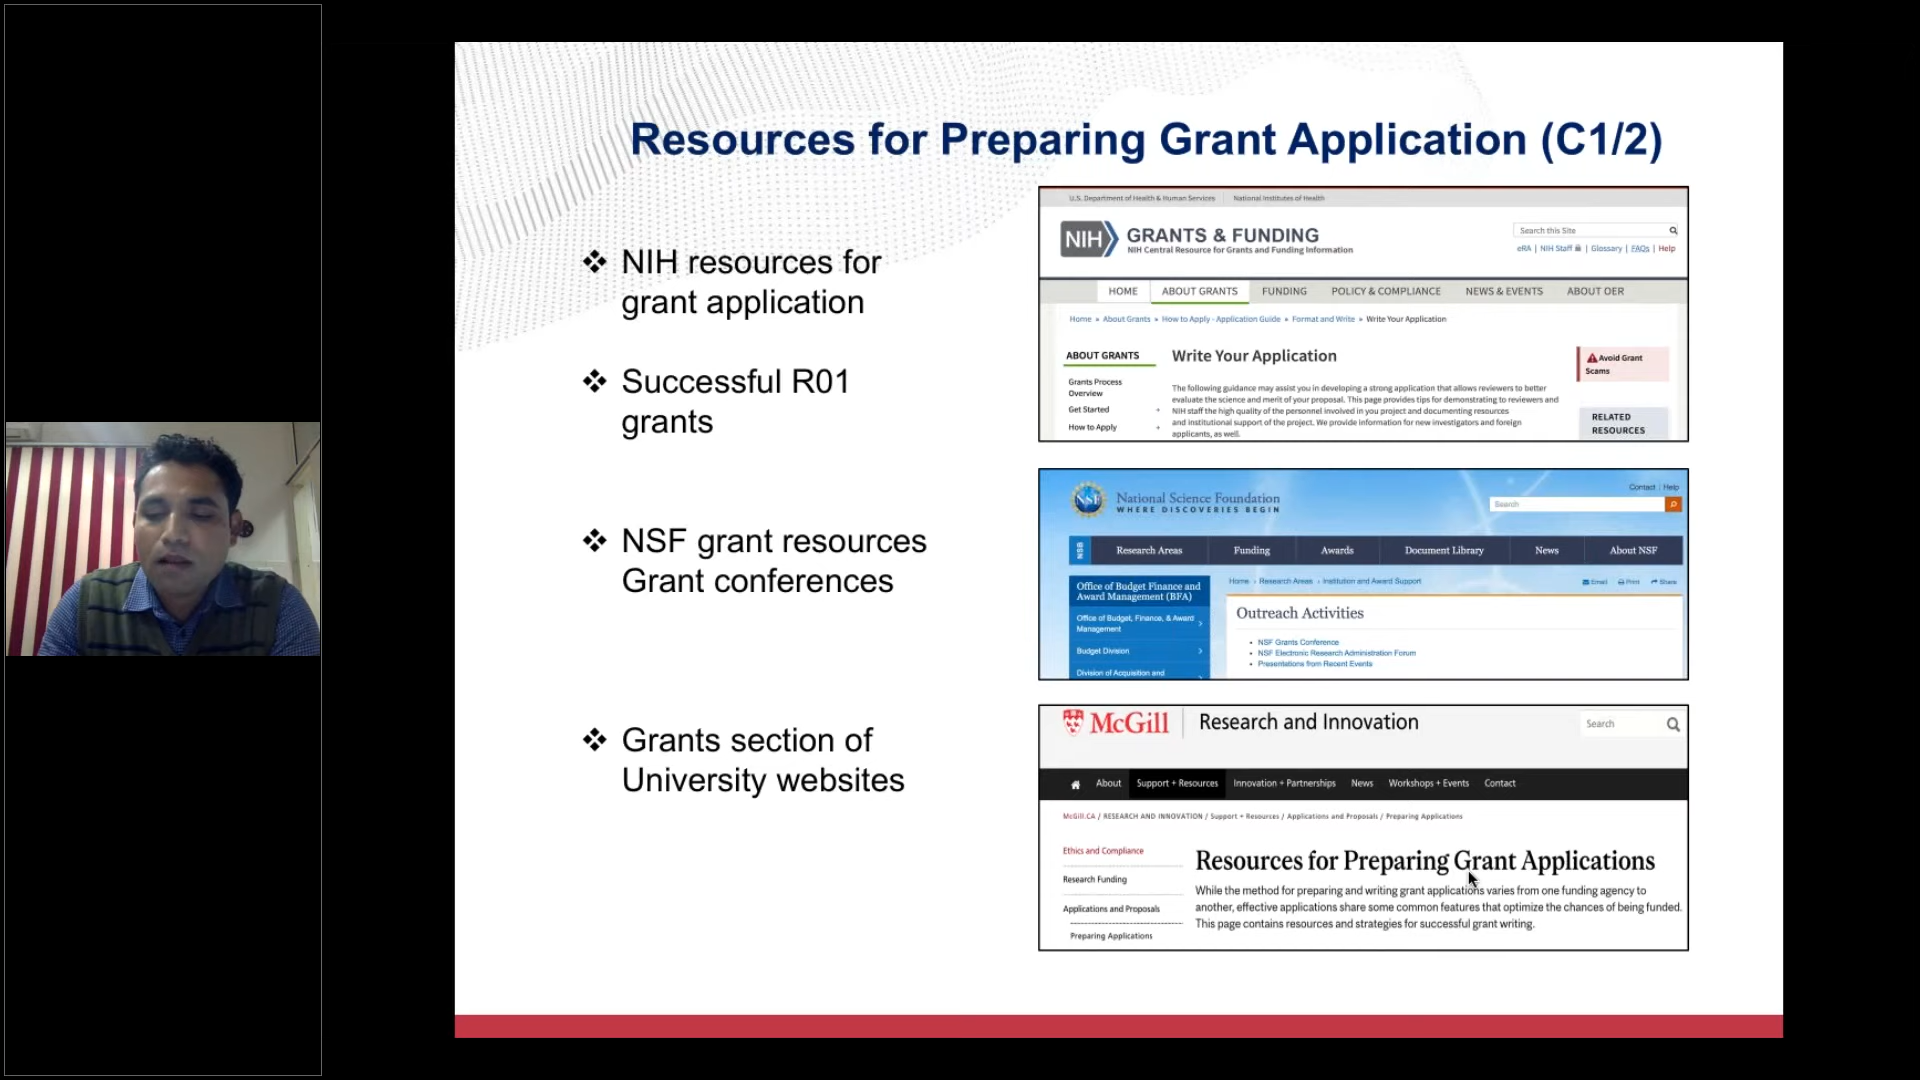 Resources for Preparing Grant Application (C1/2)
❖ NIH resources for
grant application
❖ Successful R01
grants
❖ NSF grant resources
Grant conferences
❖ Grants section of
University websites
U.S. Department of Health & Human Services National Institutes of Health
NIH GRANTS & FUNDING
NIH Central Resource for Grants and Funding Information
Search this Site
eRA | NIH Staff | Glossary | FAQs | Help
HOME ABOUT GRANTS FUNDING POLICY & COMPLIANCE NEWS & EVENTS ABOUT OER
Home » About Grants » How to Apply - Application Guide » Format and Write » Write Your Application
ABOUT GRANTS
Grants Process
Overview
Get Started +
How to Apply +
Write Your Application
The following guidance may assist you in developing a strong application that allows reviewers to better
evaluate the science and merit of your proposal. This page provides tips for demonstrating to reviewers and
NIH staff the high quality of the personnel involved in you project and documenting resources
and institutional support of the project. We provide information for new investigators and foreign
applicants, as well.
Avoid Grant
Scams
RELATED
RESOURCES
NSF National Science Foundation
WHERE DISCOVERIES BEGIN
Contact | Help
Search
NSB Research Areas Funding Awards Document Library News About NSF
Office of Budget Finance and
Award Management (BFA)
Office of Budget, Finance, & Award
Management
Budget Division
Division of Acquisition and
Home › Research Areas › Institution and Award Support
Email Print Share
Outreach Activities
• NSF Grants Conference
• NSF Electronic Research Administration Forum
• Presentations from Recent Events
McGill Research and Innovation
Search
About Support + Resources Innovation + Partnerships News Workshops + Events Contact
McGill.CA / RESEARCH AND INNOVATION / Support + Resources / Applications and Proposals / Preparing Applications
Ethics and Compliance
Research Funding
Applications and Proposals
Preparing Applications
Resources for Preparing Grant Applications
While the method for preparing and writing grant applications varies from one funding agency to
another, effective applications share some common features that optimize the chances of being funded.
This page contains resources and strategies for successful grant writing.